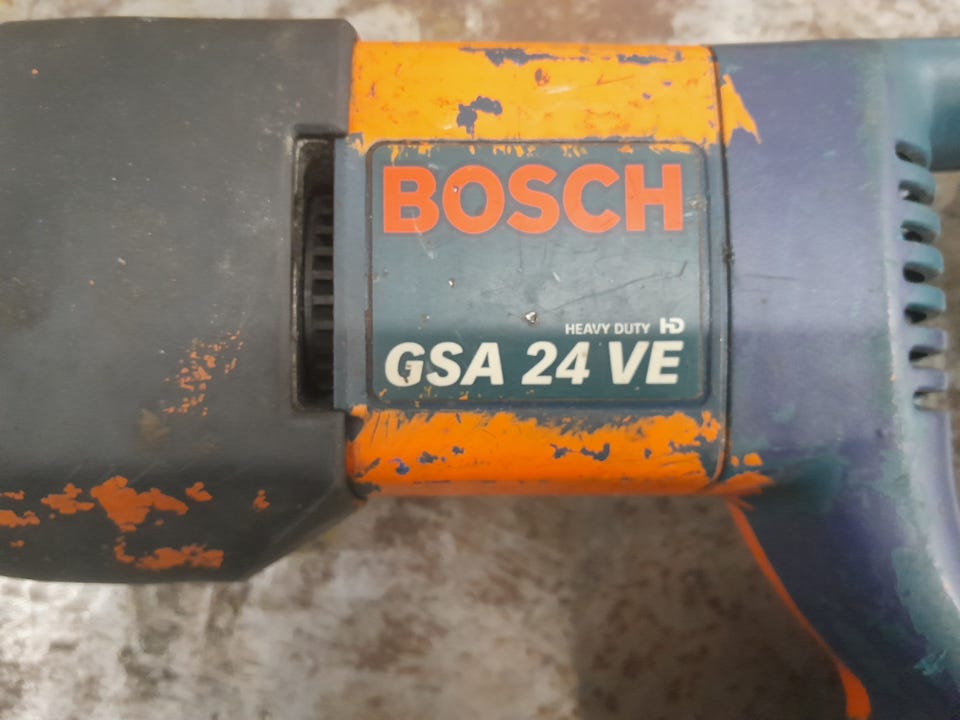 BOSCH
HEAVY DUTY HD
GSA 24 VE